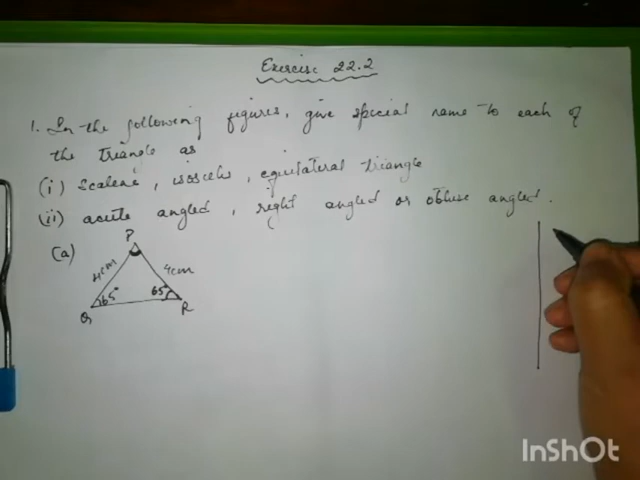 Exercise 22.2
1. In the following figures, give special name to each of
the triangle as
(i) Scalene, isosceles, equilateral triangle
(ii) acute angled, right angled or obtuse angled.
(a)
P
4cm 4cm
65° 65°
Q R
InShOt